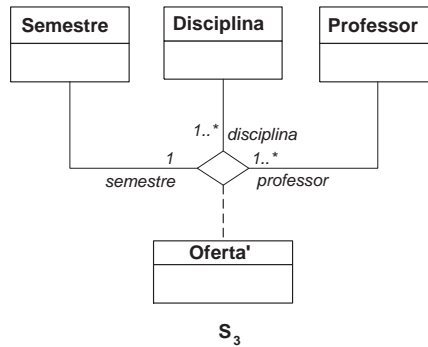 Semestre
Disciplina
Professor
1..*
disciplina
1
1..*
semestre
professor
Oferta'
S3